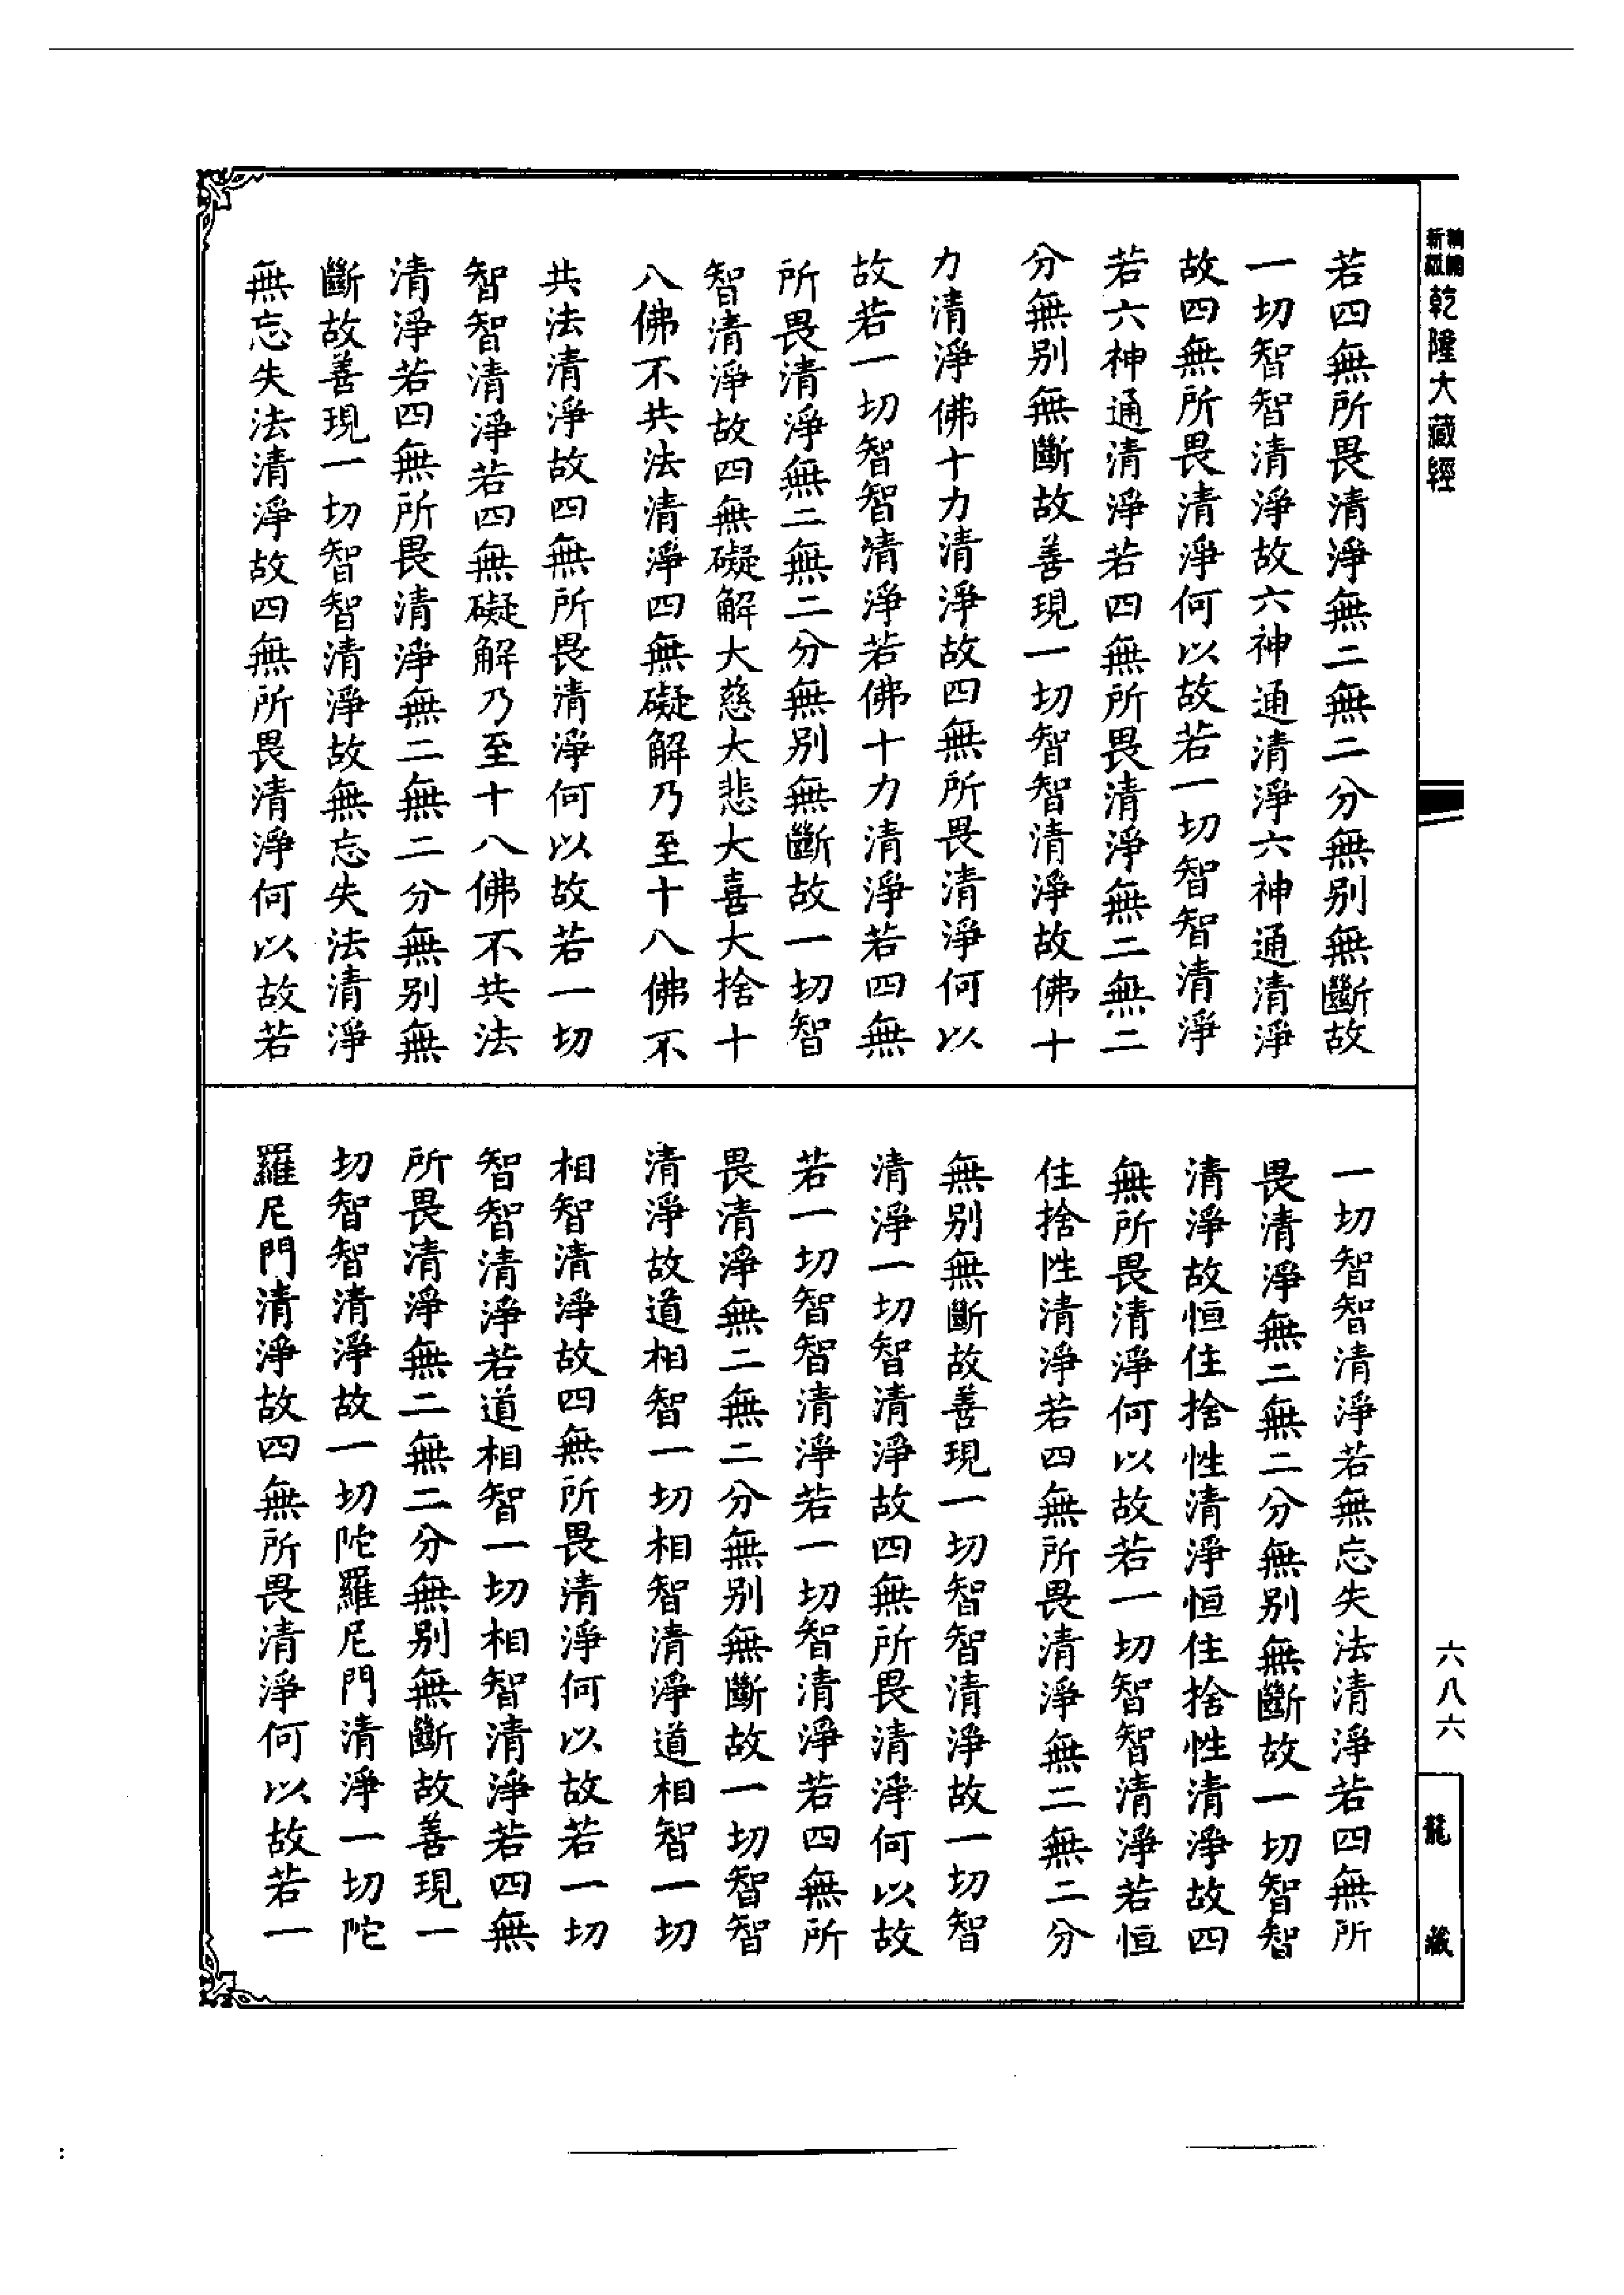 乾隆大藏經
若四無所畏清淨無二無二分無别無斷故
一切智智清淨故六神通清淨六神通清淨
故四無所畏清淨何以故若一切智智清淨
若六神通清淨若四無所畏清淨無二無二
分無别無斷故善現一切智智清淨故佛十
力清淨佛十力清淨故四無所畏清淨何以
故若一切智智清淨若佛十力清淨若四無
所畏清淨無二無二分無别無斷故一切智
智清淨故四無礙解大慈大悲大喜大捨十
八佛不共法清淨四無礙解乃至十八佛不
共法清淨故四無所畏清淨何以故若一切
智智清淨若四無礙解乃至十八佛不共法
清淨若四無所畏清淨無二無二分無别無
斷故善現一切智智清淨故無忘失法清淨
無忘失法清淨故四無所畏清淨何以故若
一切智智清淨若無忘失法清淨若四無所
畏清淨無二無二分無别無斷故一切智智
清淨故恒住捨性清淨恒住捨性清淨故四
無所畏清淨何以故若一切智智清淨若恒
住捨性清淨若四無所畏清淨無二無二分
無别無斷故善現一切智智清淨故一切智
清淨一切智清淨故四無所畏清淨何以故
若一切智智清淨若一切智清淨若四無所
畏清淨無二無二分無别無斷故一切智智
清淨故道相智一切相智清淨道相智一切
相智清淨故四無所畏清淨何以故若一切
智智清淨若道相智一切相智清淨若四無
所畏清淨無二無二分無别無斷故善現一
切智智清淨故一切陀羅尼門清淨一切陀
羅尼門清淨故四無所畏清淨何以故若一
六八六
龍藏